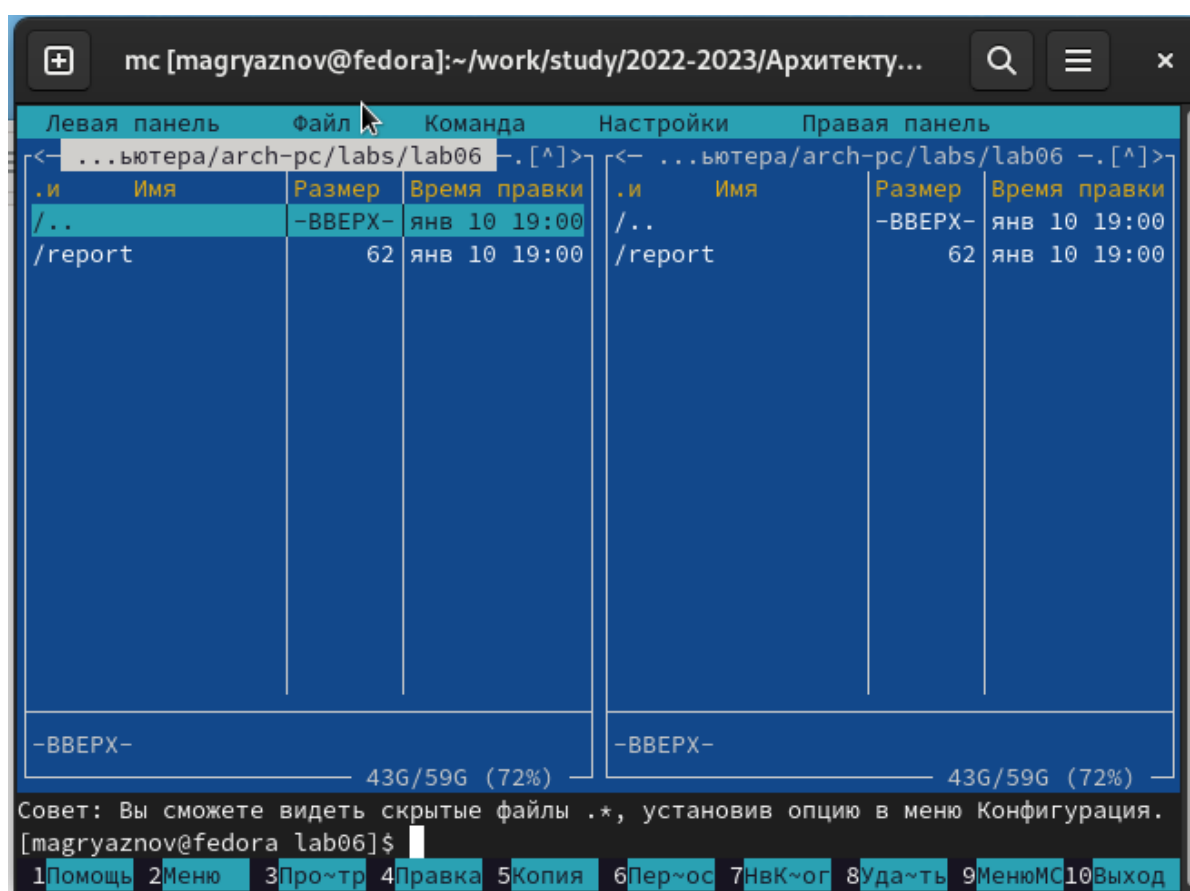 mc [magryaznov@fedora]:~/work/study/2022-2023/Архитекту...
Левая панель Файл Команда Настройки Правая панель
<— ...ьютера/arch-pc/labs/lab06 —.[^]> <— ...ьютера/arch-pc/labs/lab06 —.[^]>
.и Имя Размер Время правки .и Имя Размер Время правки
/.. -ВВЕРХ- янв 10 19:00 /.. -ВВЕРХ- янв 10 19:00
/report 62 янв 10 19:00 /report 62 янв 10 19:00
-ВВЕРХ- -ВВЕРХ-
43G/59G (72%) 43G/59G (72%)
Совет: Вы сможете видеть скрытые файлы .*, установив опцию в меню Конфигурация.
[magryaznov@fedora lab06]$
1Помощь 2Меню 3Про~тр 4Правка 5Копия 6Пер~ос 7НвК~ог 8Уда~ть 9МенюMC10Выход